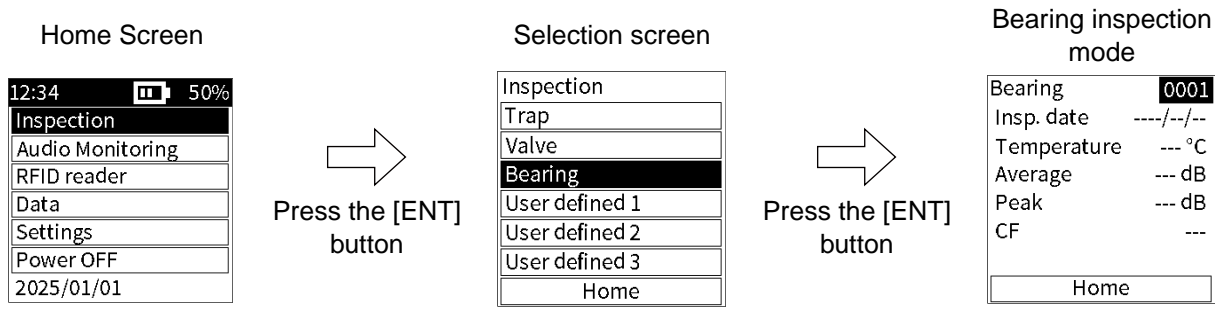 Home Screen
12:34 50%
Inspection
Audio Monitoring
RFID reader
Data
Settings
Power OFF
2025/01/01
Press the [ENT]
button
Selection screen
Inspection
Trap
Valve
Bearing
User defined 1
User defined 2
User defined 3
Home
Press the [ENT]
button
Bearing inspection
mode
Bearing 0001
Insp. date ----/--/--
Temperature --- °C
Average --- dB
Peak --- dB
CF ---
Home